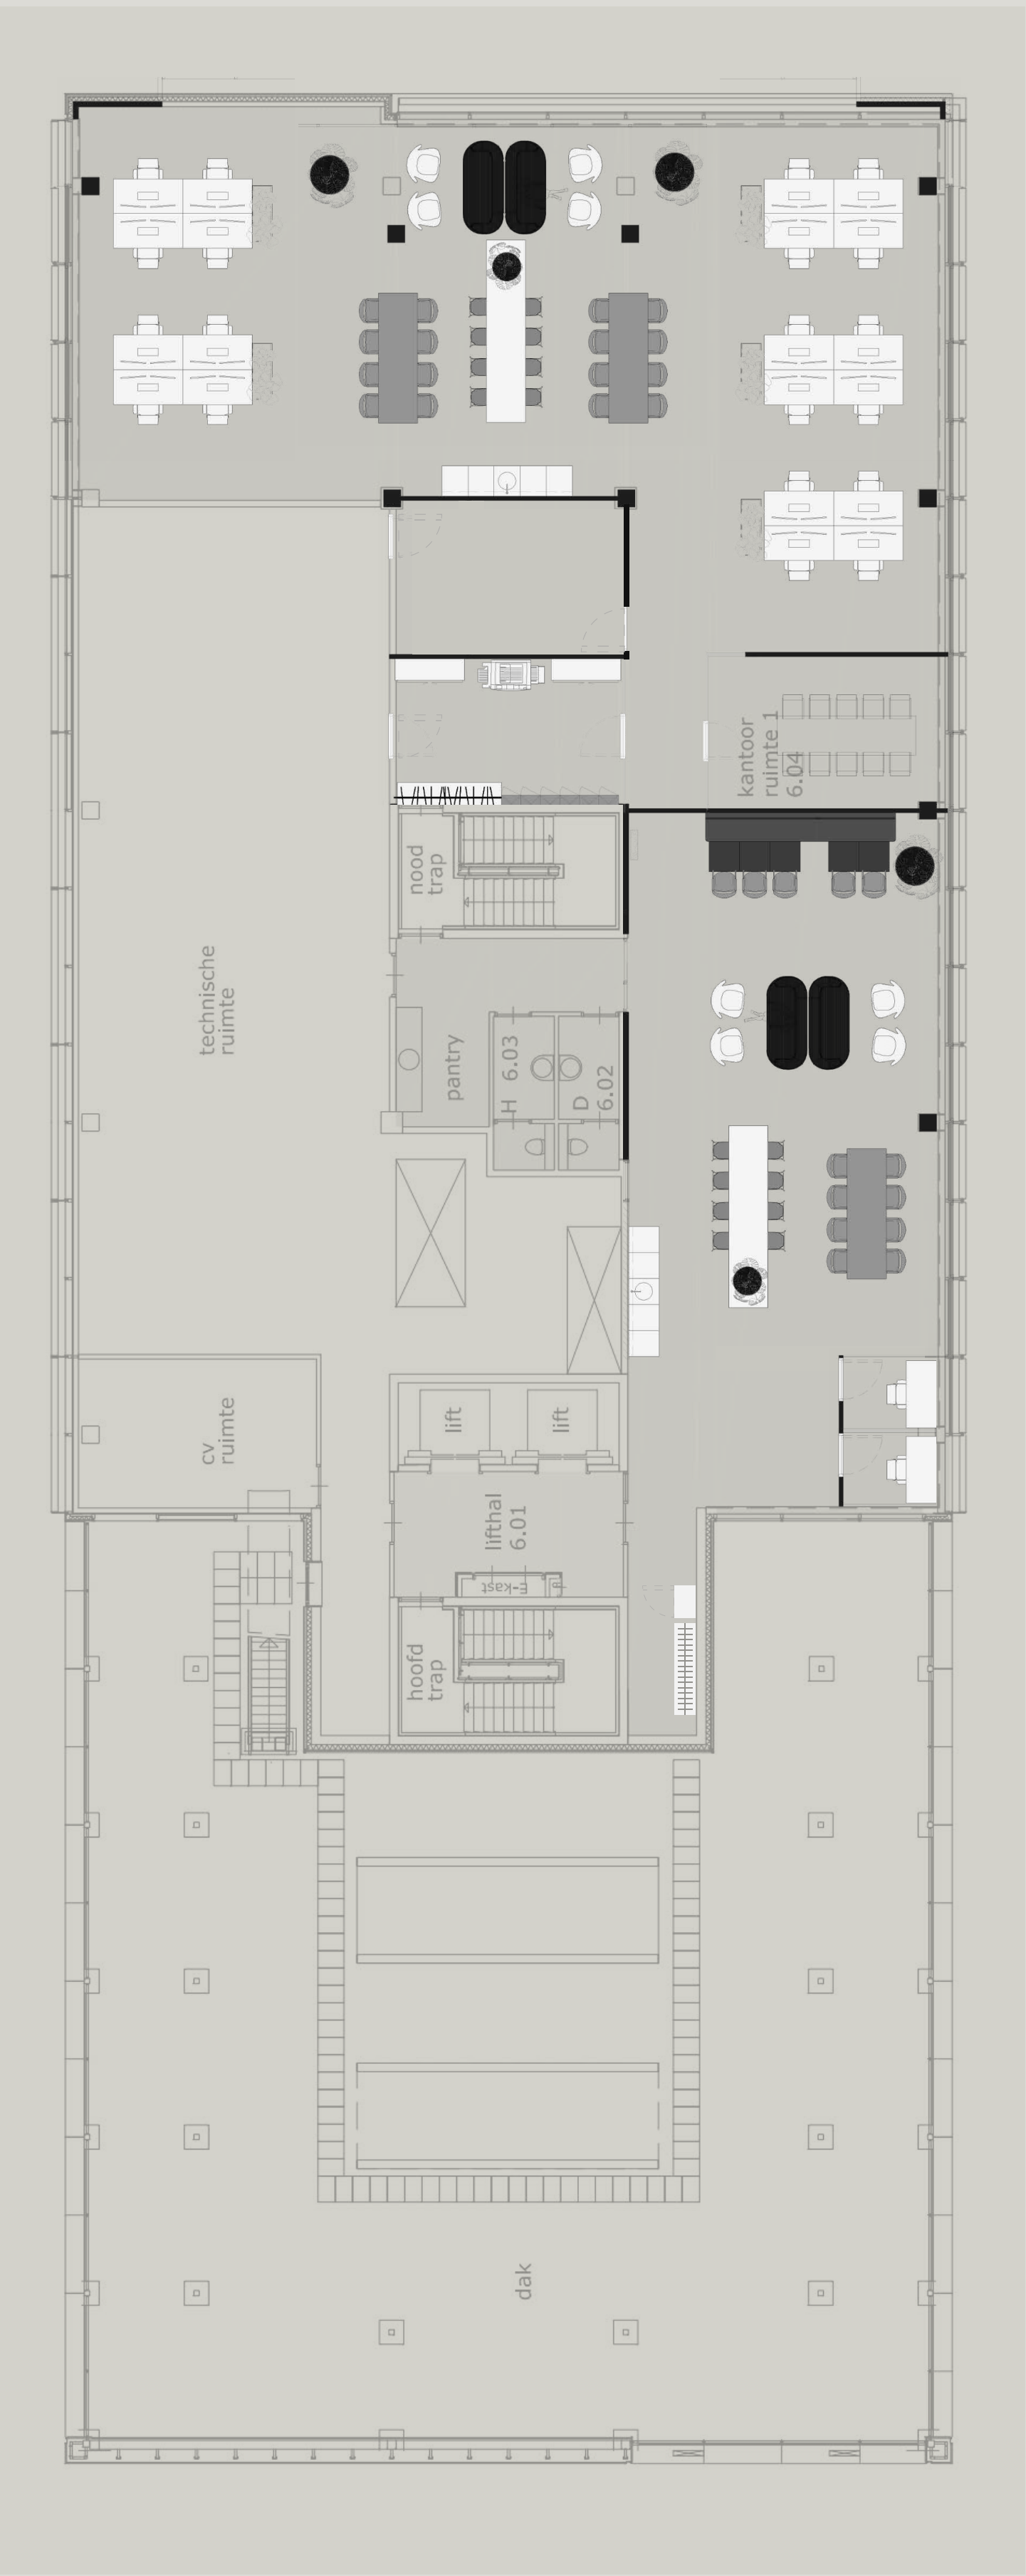 kantoor
ruimte 1
6.04
nood
trap
technische
ruimte
pantry
H 6.03
D
6.02
cv
ruimte
lift
lift
lifthal
6.01
E-kast
hoofd
trap
dak